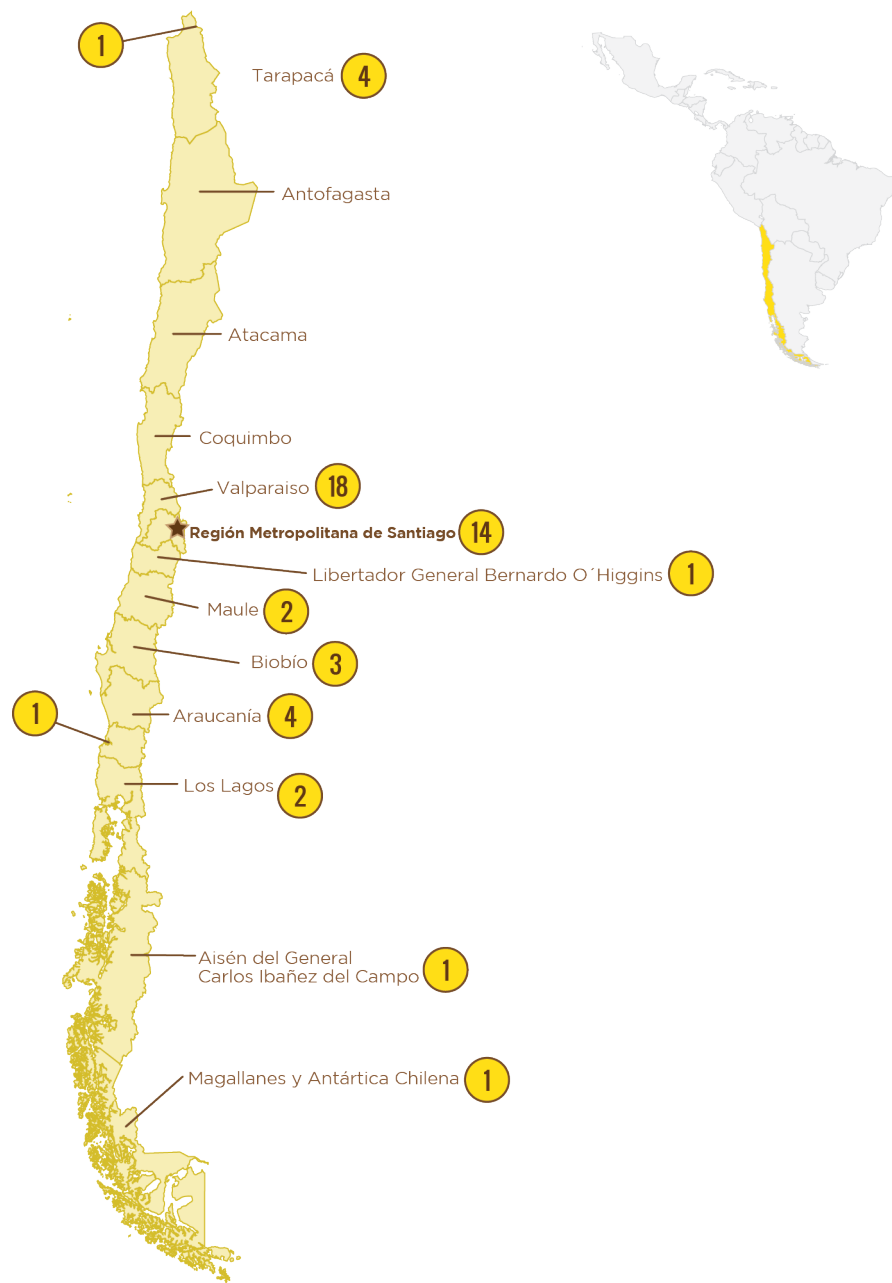 1
Tarapacá 4
Antofagasta
Atacama
Coquimbo
Valparaiso 18
Región Metropolitana de Santiago 14
Libertador General Bernardo O´Higgins 1
Maule 2
Biobío 3
Araucanía 4
1
Los Lagos 2
Aisén del General
Carlos Ibañez del Campo 1
Magallanes y Antártica Chilena 1